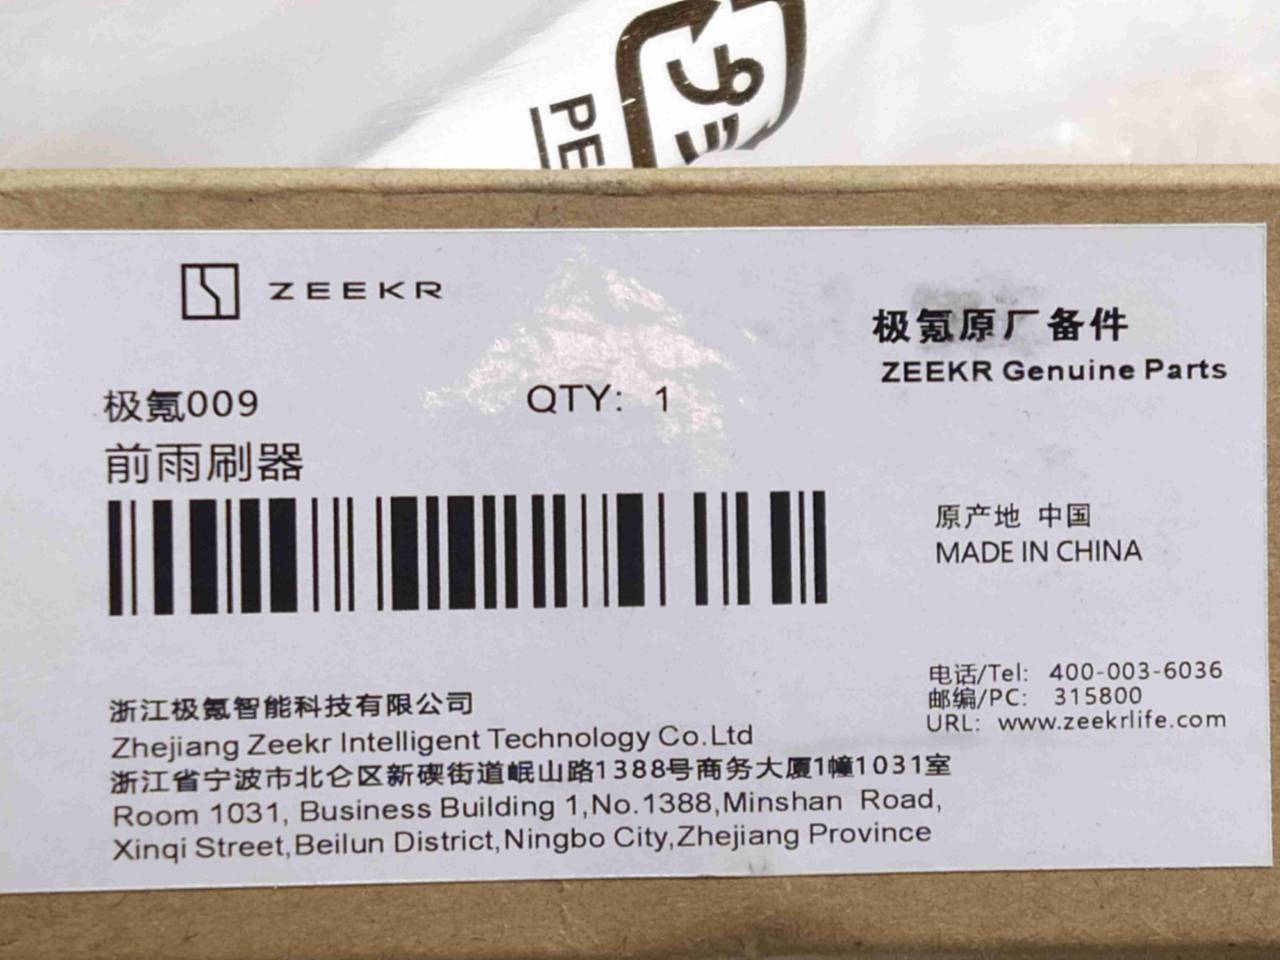 PE
ZEEKR
极氪原厂备件
ZEEKR Genuine Parts
极氪009
QTY: 1
前雨刷器
原产地 中国
MADE IN CHINA
电话/Tel: 400-003-6036
邮编/PC: 315800
URL: www.zeekrlife.com
浙江极氪智能科技有限公司
Zhejiang Zeekr Intelligent Technology Co.Ltd
浙江省宁波市北仑区新碶街道岷山路1388号商务大厦1幢1031室
Room 1031, Business Building 1,No.1388,Minshan Road,
Xinqi Street,Beilun District,Ningbo City,Zhejiang Province